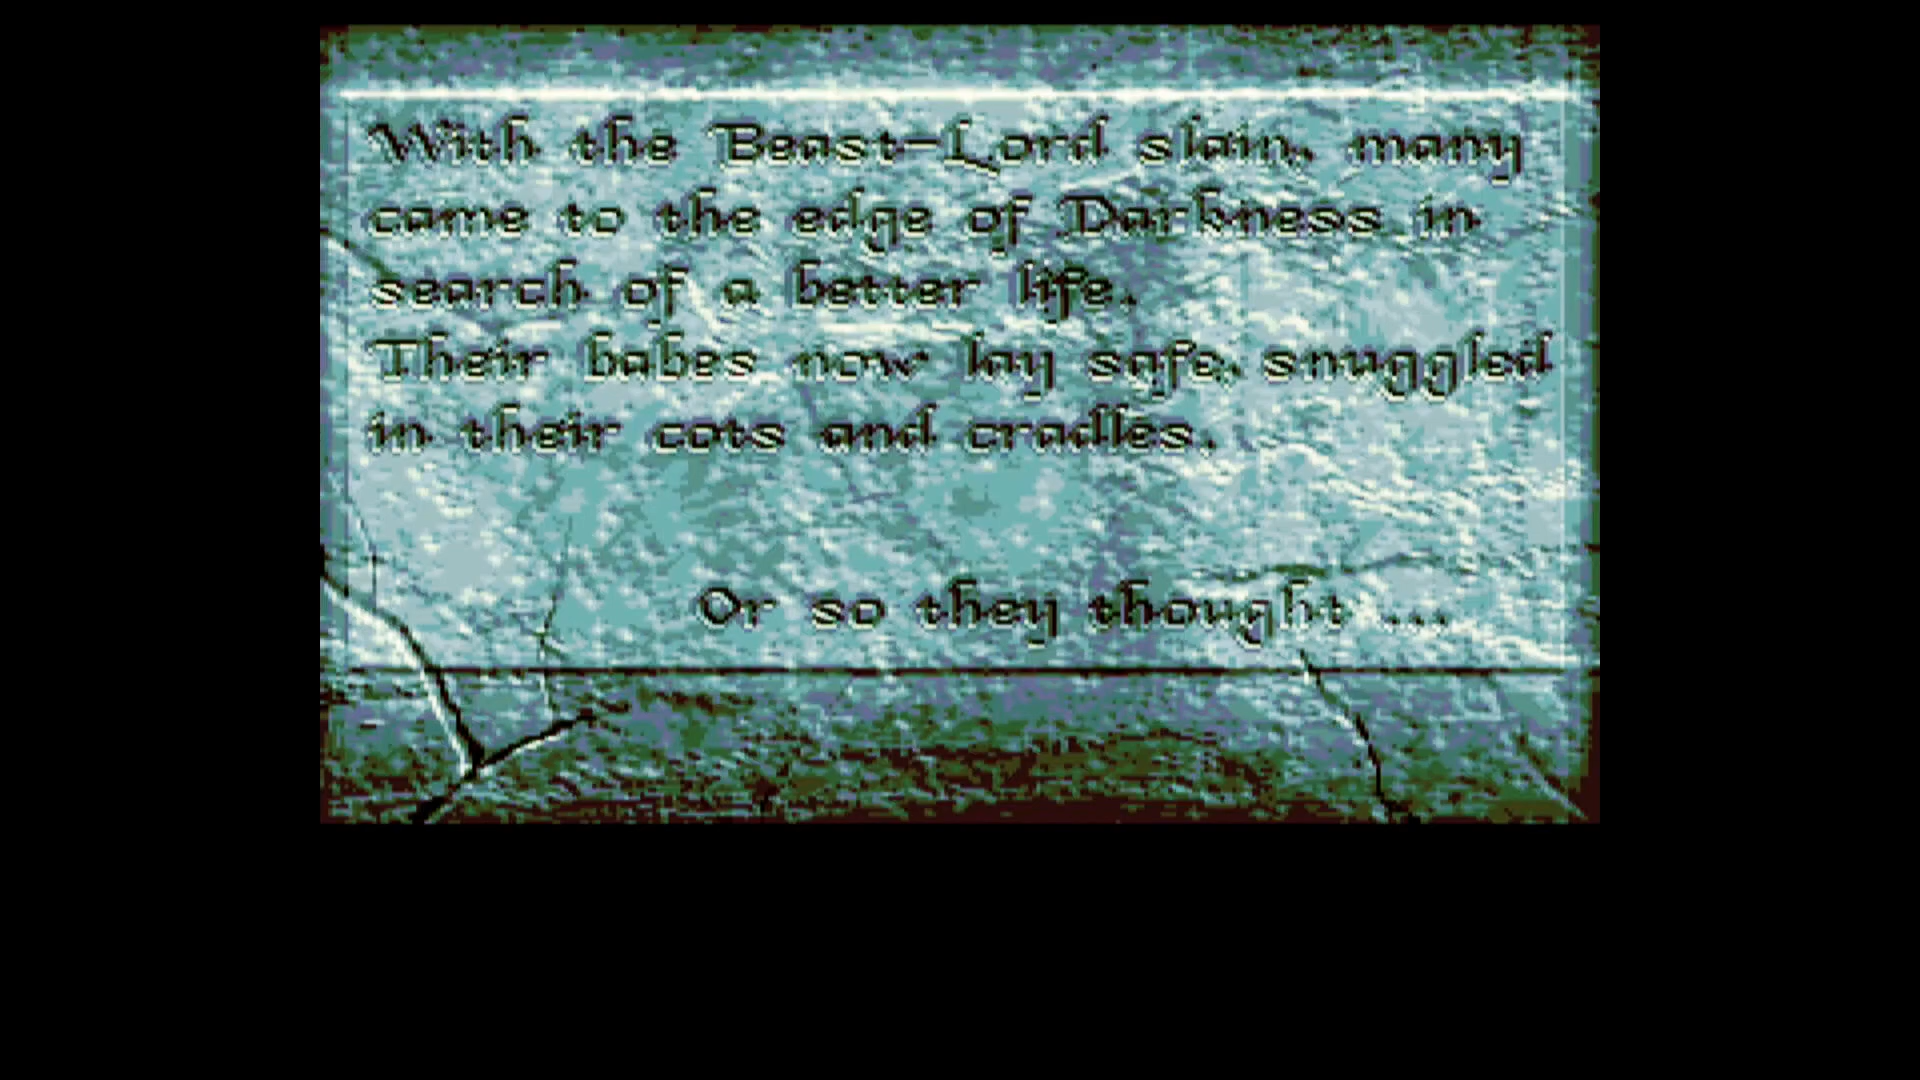 With the Beast-Lord slain, many
came to the edge of Darkness in
search of a better life.
Their babes now lay safe, snuggled
in their cots and cradles.
Or so they thought ...